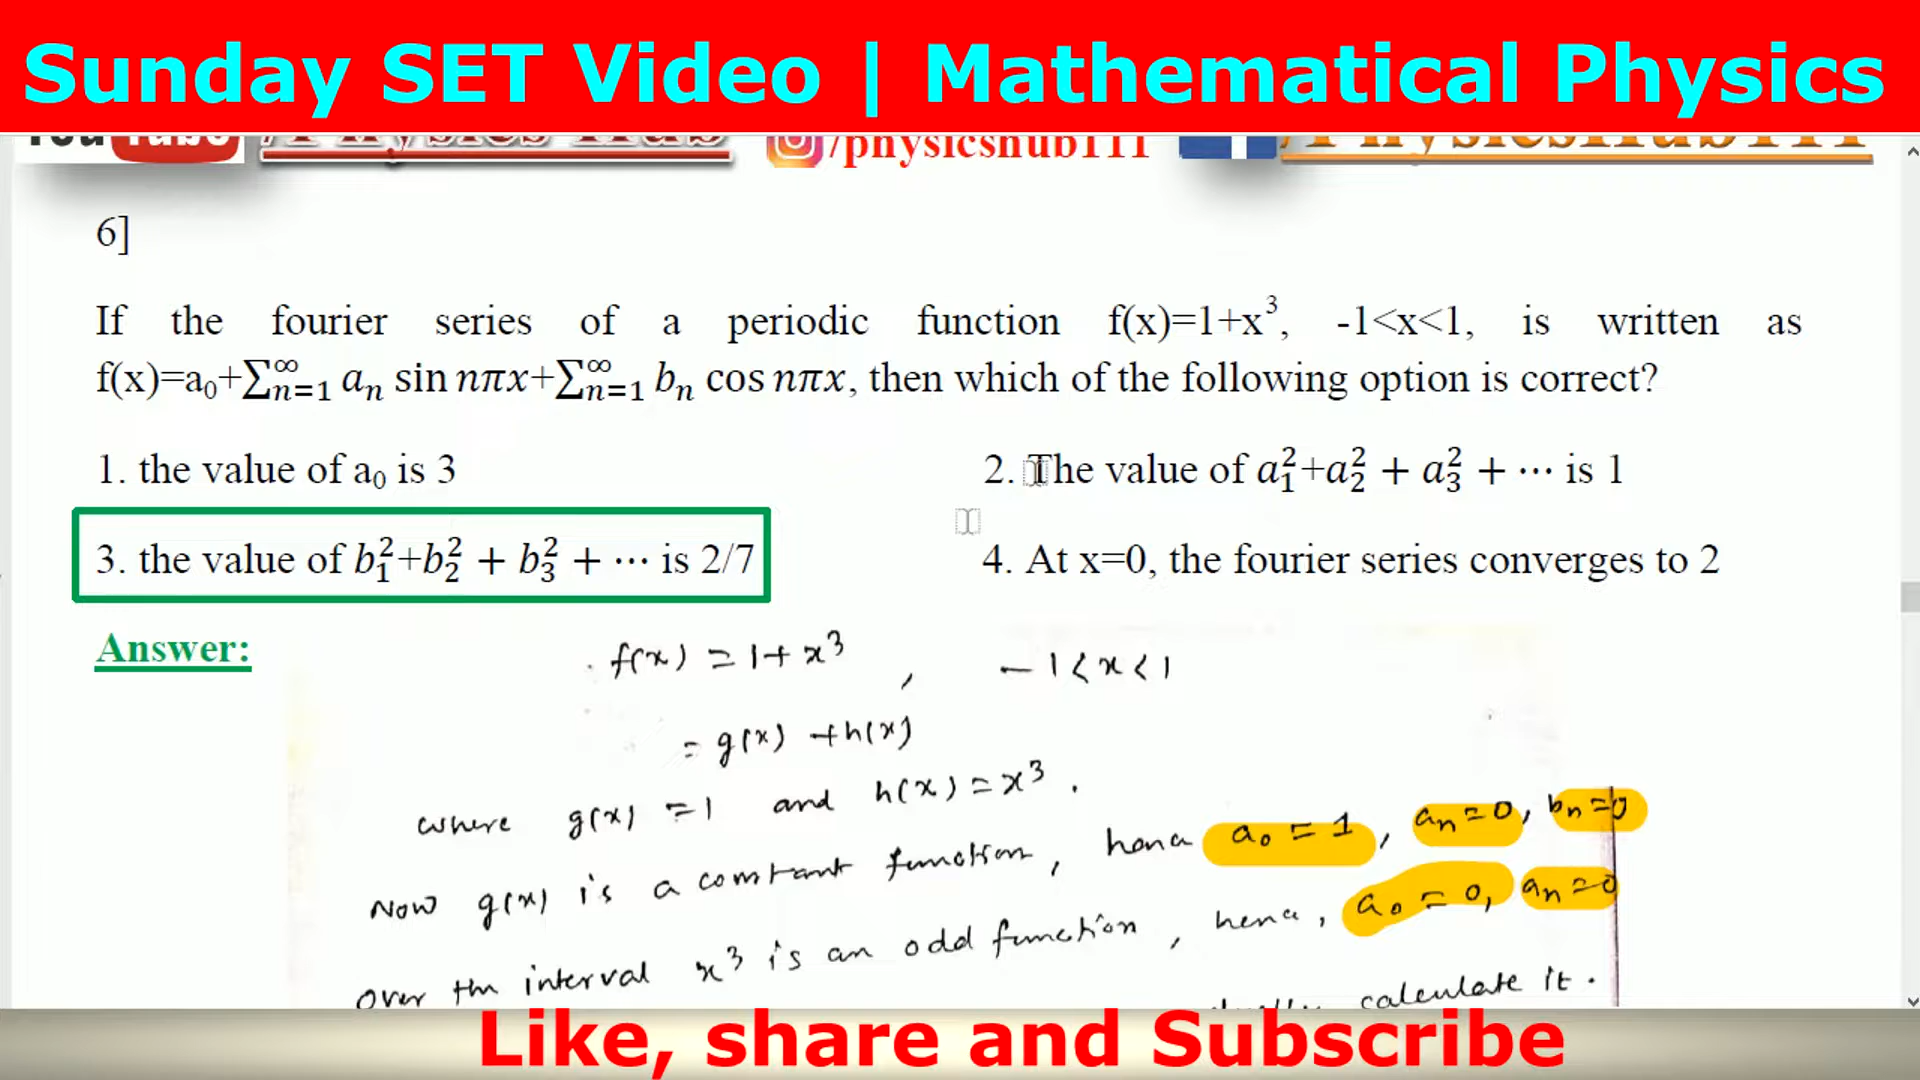 Sunday SET Video | Mathematical Physics
YouTube /Physics Hub /physicshub111 /PhysicsHub111
6]
If the fourier series of a periodic function f(x)=1+x³, -1<x<1, is written as
f(x)=a₀+∑ₙ₌₁^∞ aₙ sin nπx+∑ₙ₌₁^∞ bₙ cos nπx, then which of the following option is correct?
1. the value of a₀ is 3
2. The value of a₁²+a₂² + a₃² + ⋯ is 1
3. the value of b₁²+b₂² + b₃² + ⋯ is 2/7
4. At x=0, the fourier series converges to 2
Answer:
f(x) = 1 + x³, -1 < x < 1
= g(x) + h(x)
where g(x) = 1 and h(x) = x³.
Now g(x) is a constant function, hence a₀ = 1, aₙ = 0, bₙ = 0
over the interval x³ is an odd function, hence, a₀ = 0, aₙ = 0
calculate it.
Like, share and Subscribe